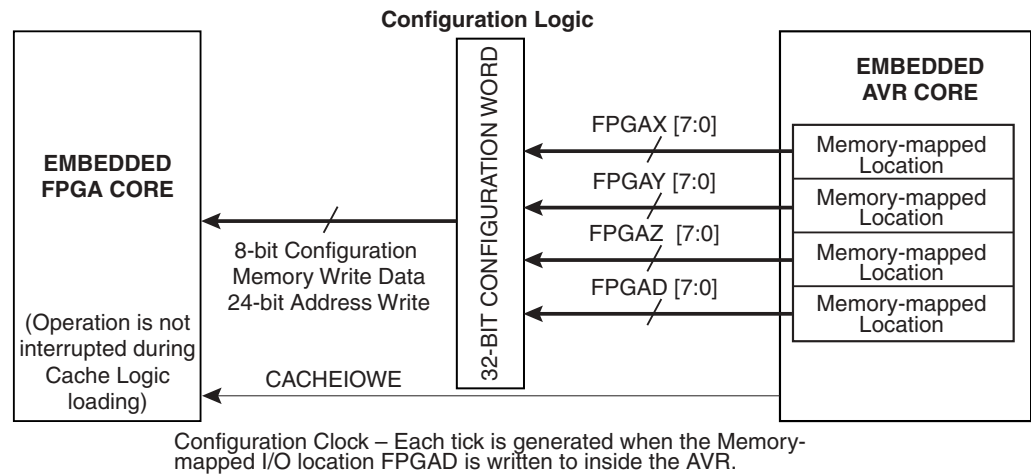 Configuration Logic
EMBEDDED
FPGA CORE
(Operation is not
interrupted during
Cache Logic
loading)
8-bit Configuration
Memory Write Data
24-bit Address Write
CACHEIOWE
32-BIT CONFIGURATION WORD
FPGAX [7:0]
FPGAY [7:0]
FPGAZ [7:0]
FPGAD [7:0]
EMBEDDED
AVR CORE
Memory-mapped
Location
Memory-mapped
Location
Memory-mapped
Location
Memory-mapped
Location
Configuration Clock – Each tick is generated when the Memory-
mapped I/O location FPGAD is written to inside the AVR.